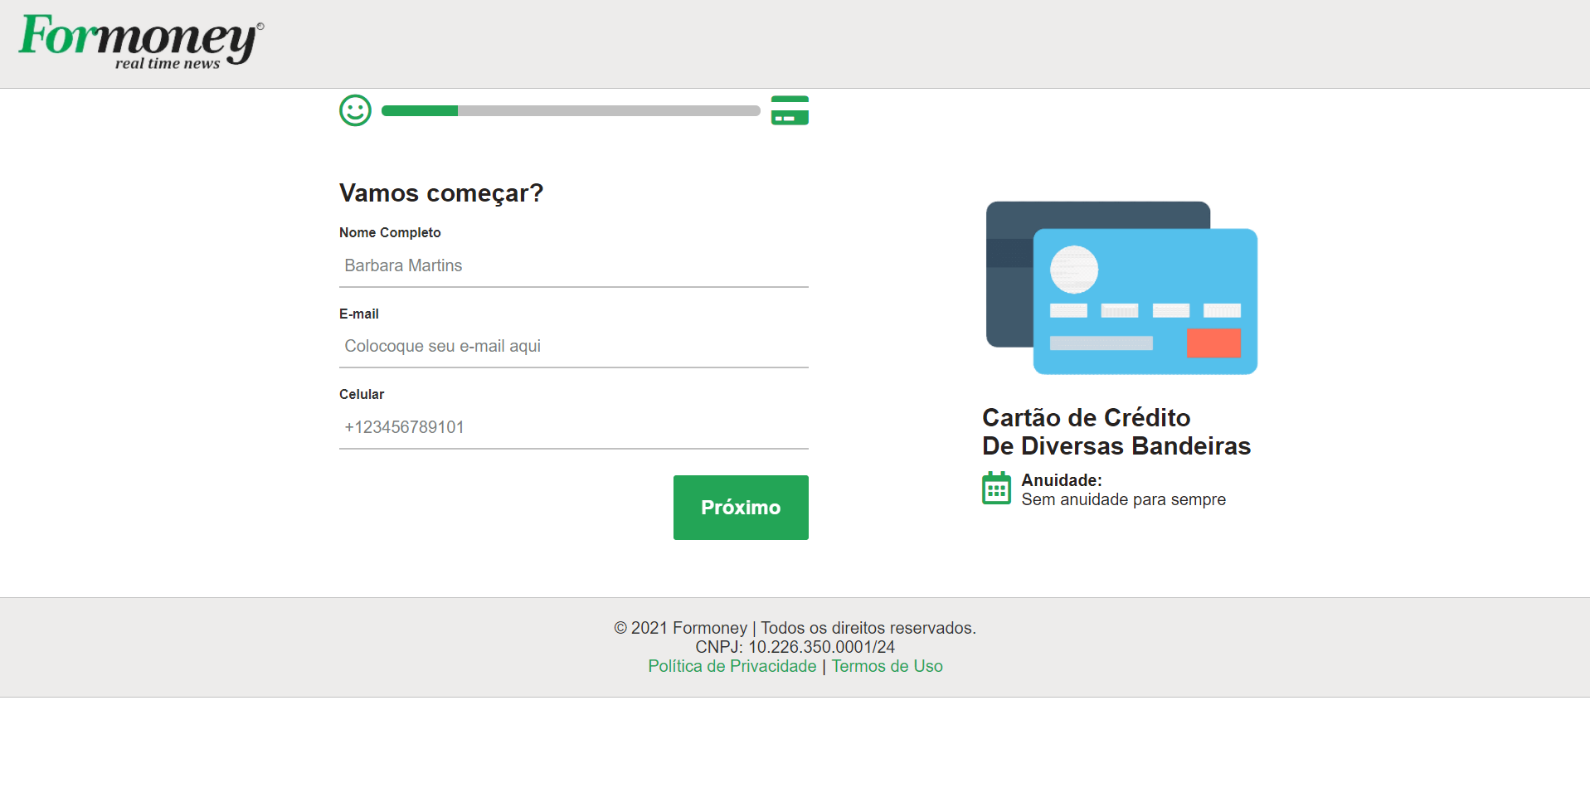 Formoney©
real time news
Vamos começar?
Nome Completo
Barbara Martins
E-mail
Colocoque seu e-mail aqui
Celular
+123456789101
Próximo
Cartão de Crédito
De Diversas Bandeiras
Anuidade:
Sem anuidade para sempre
© 2021 Formoney | Todos os direitos reservados.
CNPJ: 10.226.350.0001/24
Política de Privacidade | Termos de Uso